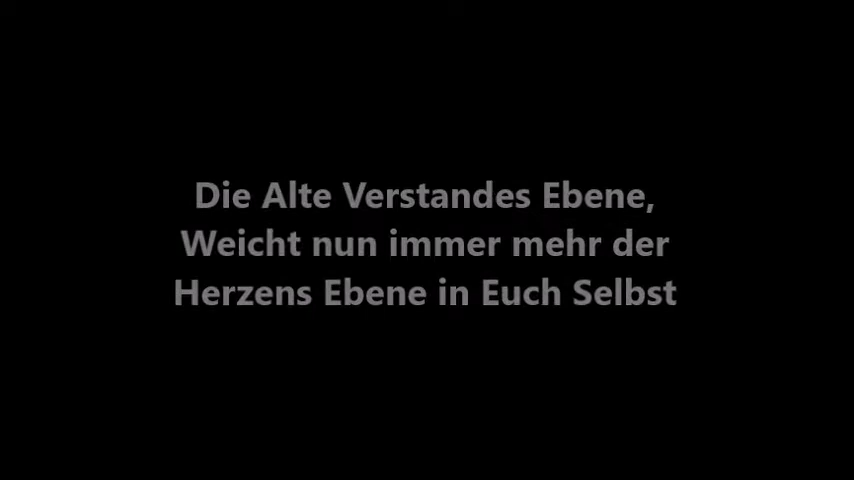 Die Alte Verstandes Ebene,
Weicht nun immer mehr der
Herzens Ebene in Euch Selbst